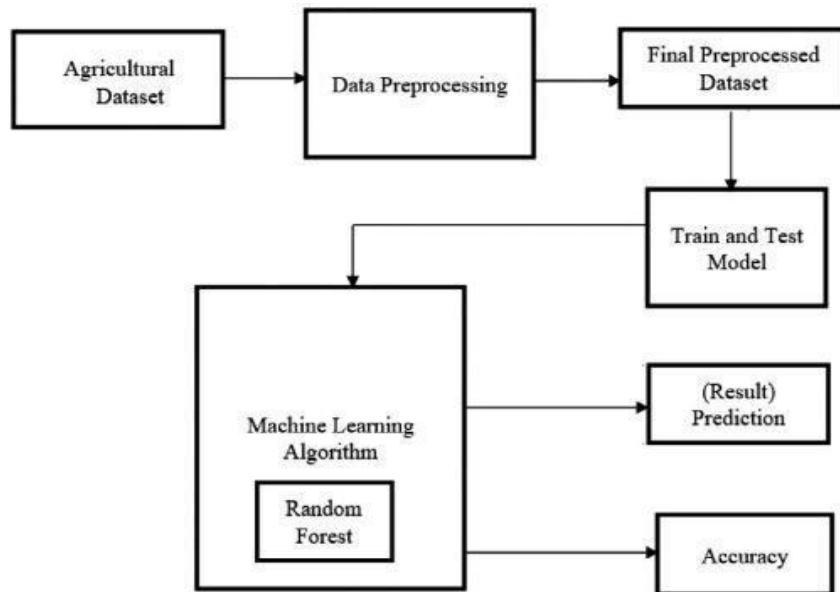 Agricultural
Dataset
Data Preprocessing
Final Preprocessed
Dataset
Train and Test
Model
Machine Learning
Algorithm
Random
Forest
(Result)
Prediction
Accuracy